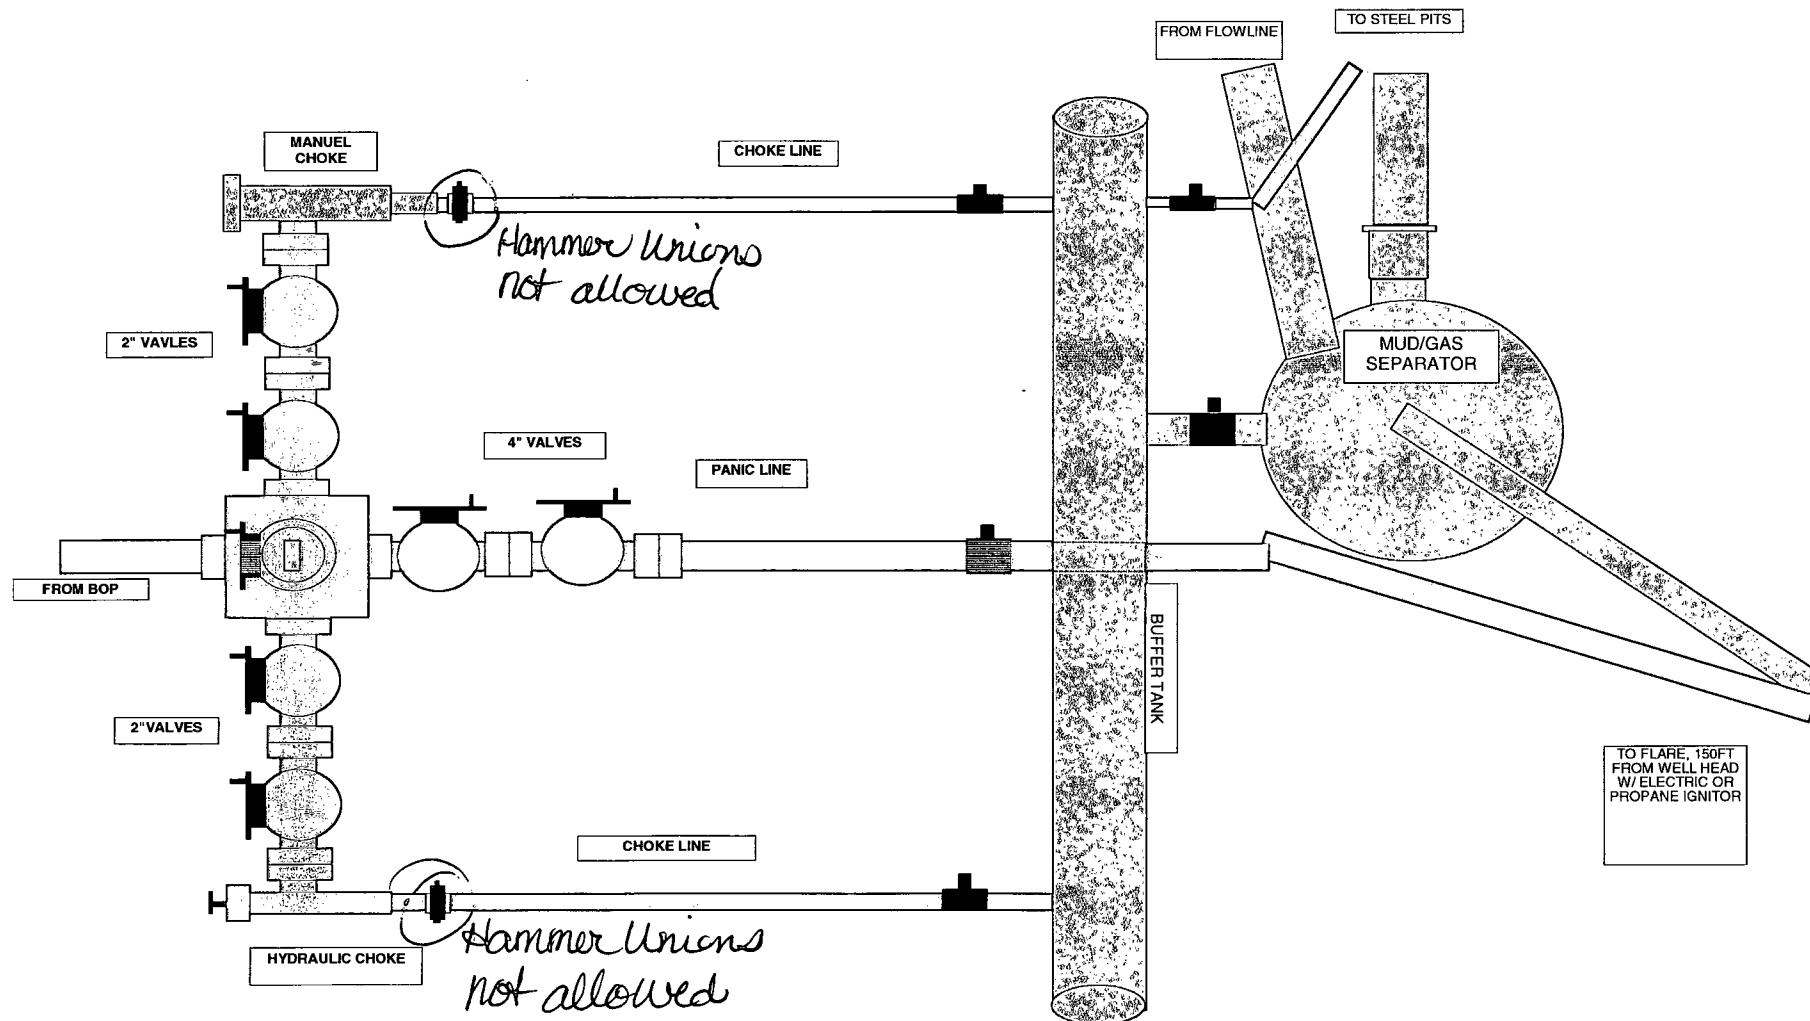 TO STEEL PITS
FROM FLOWLINE
MANUEL
CHOKE
CHOKE LINE
Hammer Unions
not allowed
2" VAVLES
MUD/GAS
SEPARATOR
4" VALVES
PANIC LINE
FROM BOP
BUFFER TANK
2"VALVES
TO FLARE, 150FT
FROM WELL HEAD
W/ ELECTRIC OR
PROPANE IGNITOR
CHOKE LINE
Hammer Unions
not allowed
HYDRAULIC CHOKE